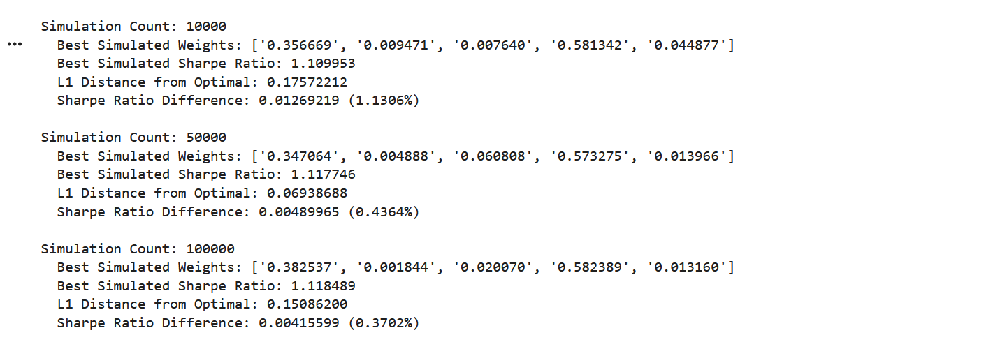 Simulation Count: 10000
Best Simulated Weights: ['0.356669', '0.009471', '0.007640', '0.581342', '0.044877']
Best Simulated Sharpe Ratio: 1.109953
L1 Distance from Optimal: 0.17572212
Sharpe Ratio Difference: 0.01269219 (1.1306%)
Simulation Count: 50000
Best Simulated Weights: ['0.347064', '0.004888', '0.060808', '0.573275', '0.013966']
Best Simulated Sharpe Ratio: 1.117746
L1 Distance from Optimal: 0.06938688
Sharpe Ratio Difference: 0.00489965 (0.4364%)
Simulation Count: 100000
Best Simulated Weights: ['0.382537', '0.001844', '0.020070', '0.582389', '0.013160']
Best Simulated Sharpe Ratio: 1.118489
L1 Distance from Optimal: 0.15086200
Sharpe Ratio Difference: 0.00415599 (0.3702%)